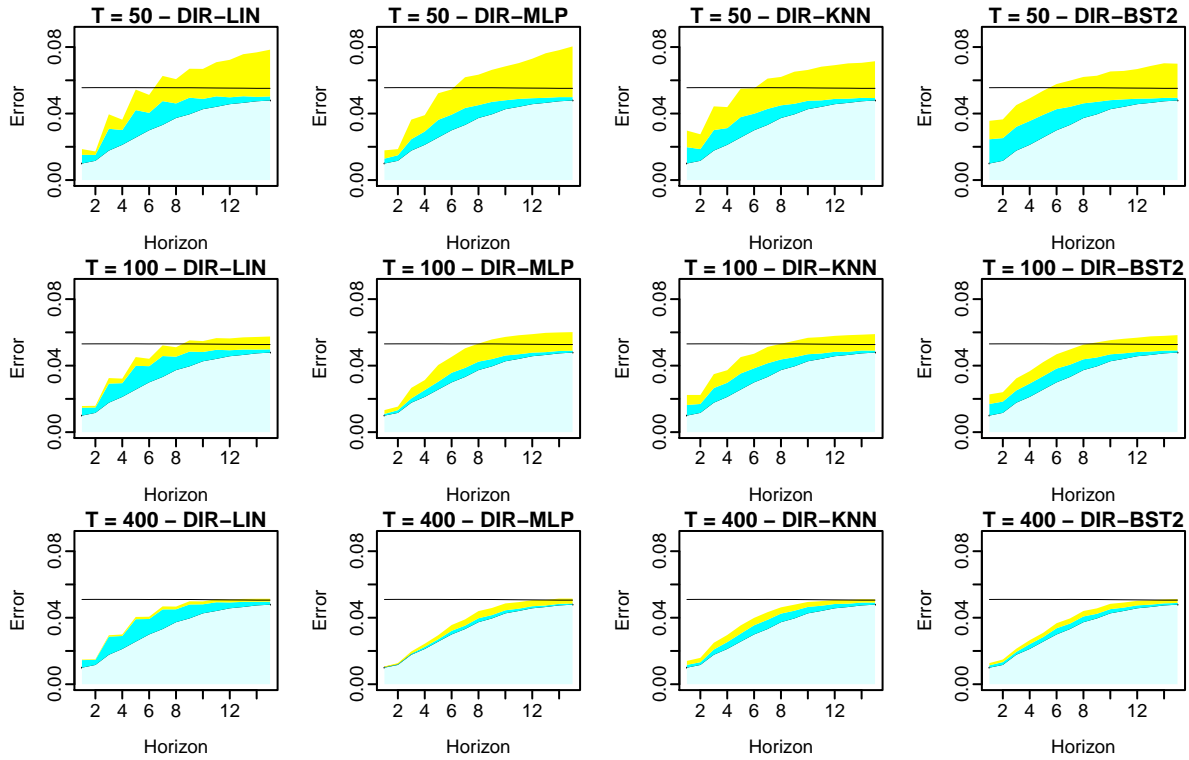 T = 50 − DIR−LIN
Error
0.00 0.04 0.08
2 4 6 8 12
Horizon
T = 50 − DIR−MLP
Error
0.00 0.04 0.08
2 4 6 8 12
Horizon
T = 50 − DIR−KNN
Error
0.00 0.04 0.08
2 4 6 8 12
Horizon
T = 50 − DIR−BST2
Error
0.00 0.04 0.08
2 4 6 8 12
Horizon
T = 100 − DIR−LIN
Error
0.00 0.04 0.08
2 4 6 8 12
Horizon
T = 100 − DIR−MLP
Error
0.00 0.04 0.08
2 4 6 8 12
Horizon
T = 100 − DIR−KNN
Error
0.00 0.04 0.08
2 4 6 8 12
Horizon
T = 100 − DIR−BST2
Error
0.00 0.04 0.08
2 4 6 8 12
Horizon
T = 400 − DIR−LIN
Error
0.00 0.04 0.08
2 4 6 8 12
Horizon
T = 400 − DIR−MLP
Error
0.00 0.04 0.08
2 4 6 8 12
Horizon
T = 400 − DIR−KNN
Error
0.00 0.04 0.08
2 4 6 8 12
Horizon
T = 400 − DIR−BST2
Error
0.00 0.04 0.08
2 4 6 8 12
Horizon